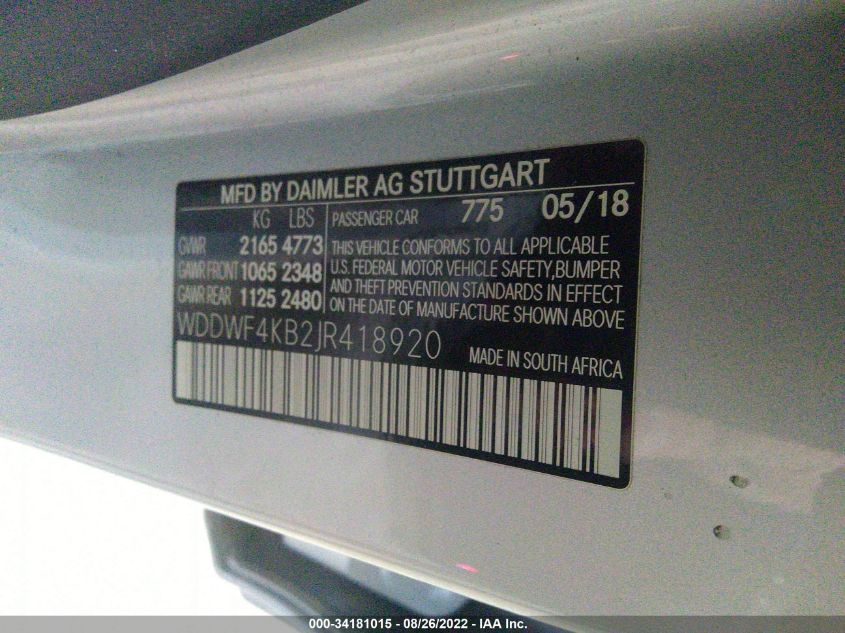 MFD BY DAIMLER AG STUTTGART
KG LBS
GVWR 2165 4773
GAWR FRONT 1065 2348
GAWR REAR 1125 2480
PASSENGER CAR 775 05/18
THIS VEHICLE CONFORMS TO ALL APPLICABLE
U.S. FEDERAL MOTOR VEHICLE SAFETY,BUMPER
AND THEFT PREVENTION STANDARDS IN EFFECT
ON THE DATE OF MANUFACTURE SHOWN ABOVE
WDDWF4KB2JR418920
MADE IN SOUTH AFRICA
000-34181015 - 08/26/2022 - IAA Inc.